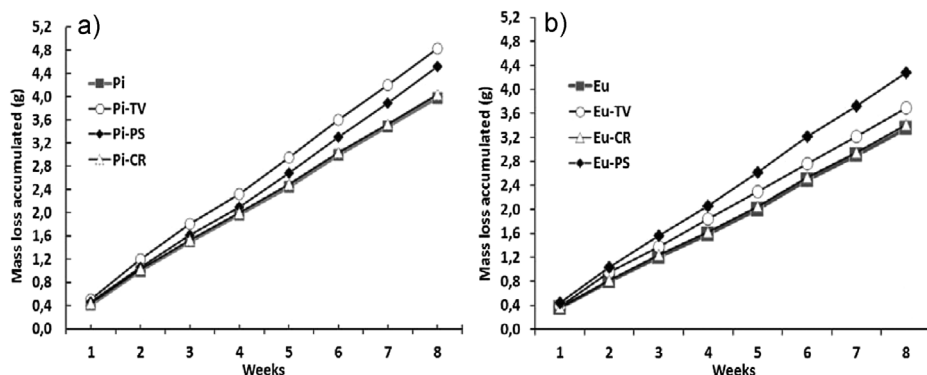 a)
Mass loss accumulated (g)
5,2
4,8
4,4
4,0
3,6
3,2
2,8
2,4
2,0
1,6
1,2
0,8
0,4
0,0
Pi
Pi-TV
Pi-PS
Pi-CR
1 2 3 4 5 6 7 8
Weeks
b)
Mass loss accumulated (g)
5,2
4,8
4,4
4,0
3,6
3,2
2,8
2,4
2,0
1,6
1,2
0,8
0,4
0,0
Eu
Eu-TV
Eu-CR
Eu-PS
1 2 3 4 5 6 7 8
Weeks